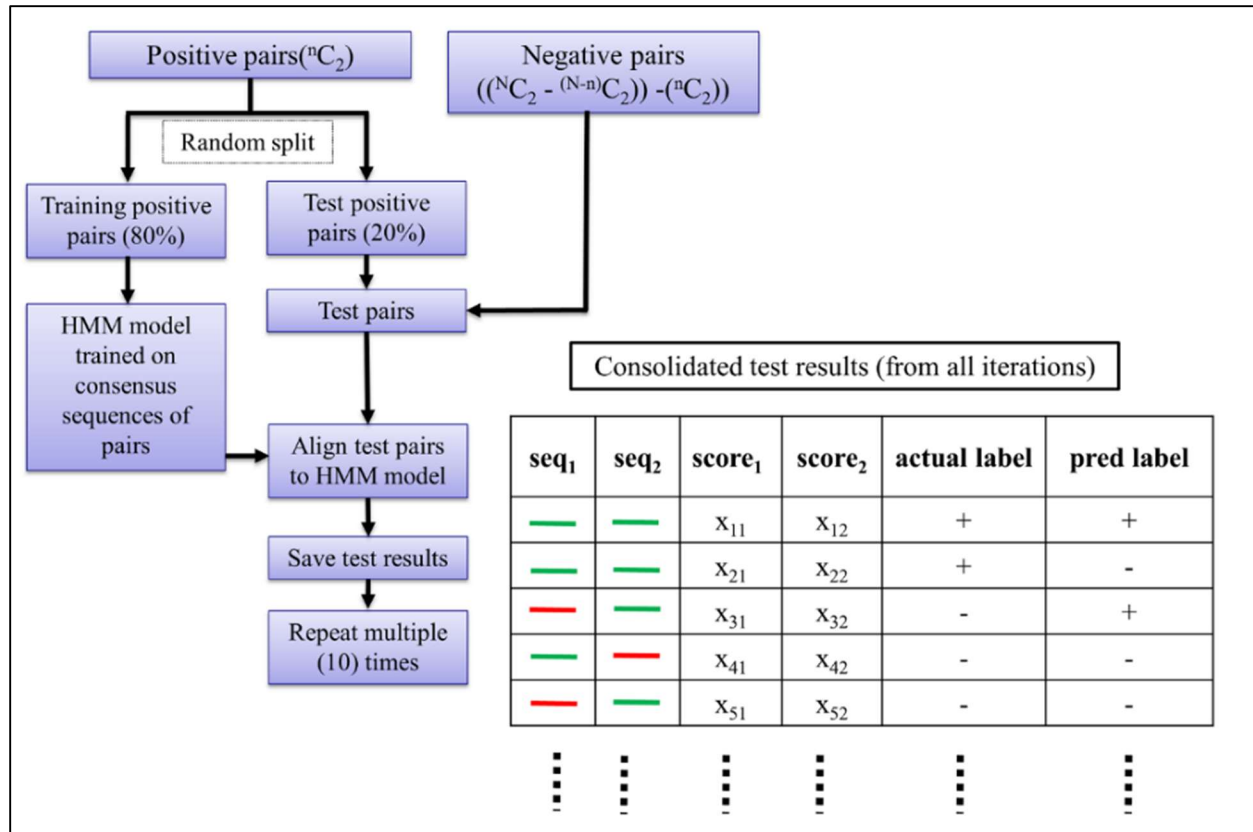 Positive pairs(ⁿC₂)
Negative pairs
((ᴺC₂ - ⁽ᴺ⁻ⁿ⁾C₂)) -(ⁿC₂))
Random split
Training positive
pairs (80%)
Test positive
pairs (20%)
HMM model
trained on
consensus
sequences of
pairs
Test pairs
Align test pairs
to HMM model
Save test results
Repeat multiple
(10) times
Consolidated test results (from all iterations)
seq₁ seq₂ score₁ score₂ actual label pred label
x₁₁ x₁₂ + +
x₂₁ x₂₂ + -
x₃₁ x₃₂ - +
x₄₁ x₄₂ - -
x₅₁ x₅₂ - -